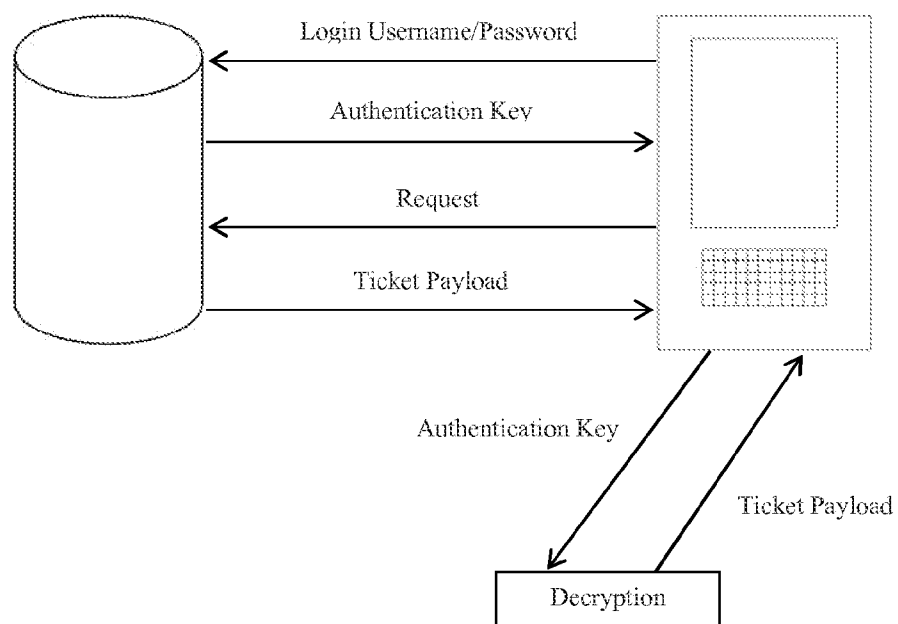 Login Username/Password
Authentication Key
Request
Ticket Payload
Authentication Key
Ticket Payload
Decryption